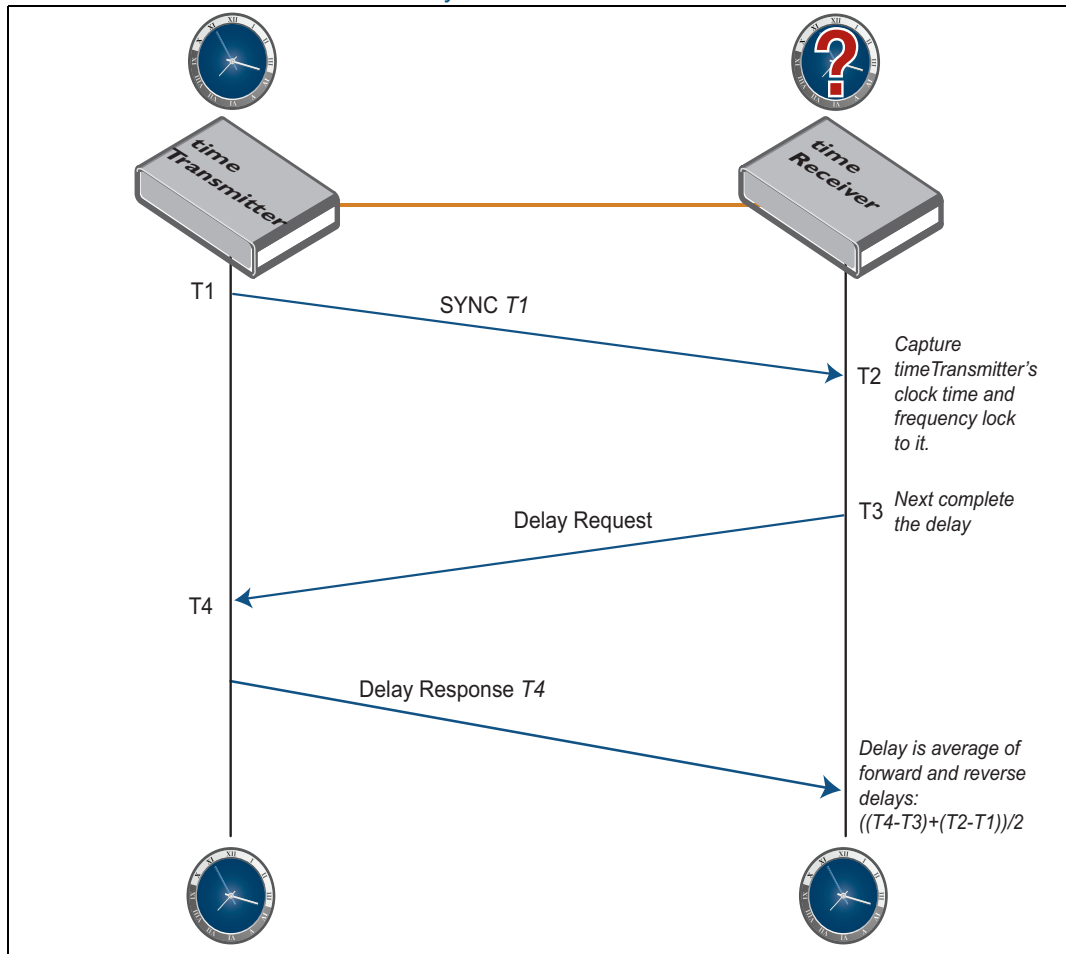 time
Transmitter
time
Receiver
?
T1
SYNC T1
T2
Capture
timeTransmitter’s
clock time and
frequency lock
to it.
T3
Next complete
the delay
Delay Request
T4
Delay Response T4
Delay is average of
forward and reverse
delays:
((T4-T3)+(T2-T1))/2